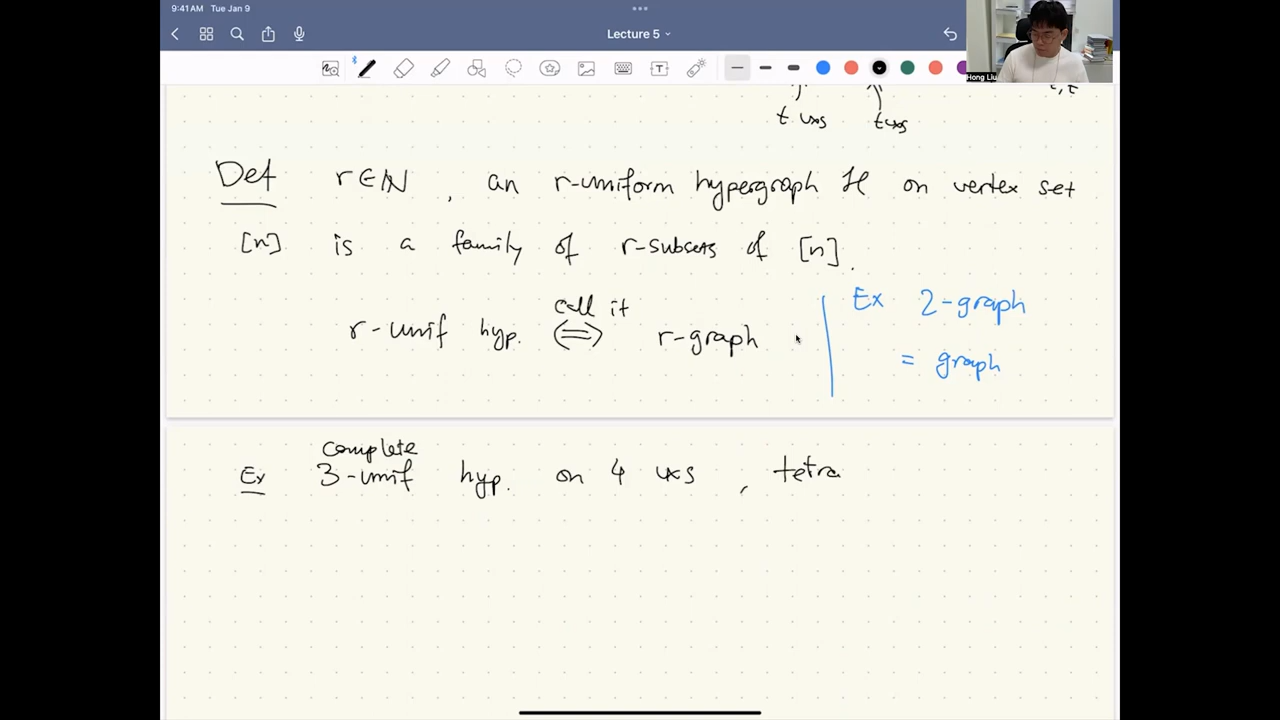 9:41 AM Tue Jan 9
Lecture 5
Hong Liu
t vxs
t vxs
Def r∈ℕ, an r-uniform hypergraph ℋ on vertex set
[n] is a family of r-subsets of [n].
call it
r-unif hyp. ⟺ r-graph
Ex 2-graph
= graph
complete
Ex 3-unif hyp. on 4 vxs, tetra